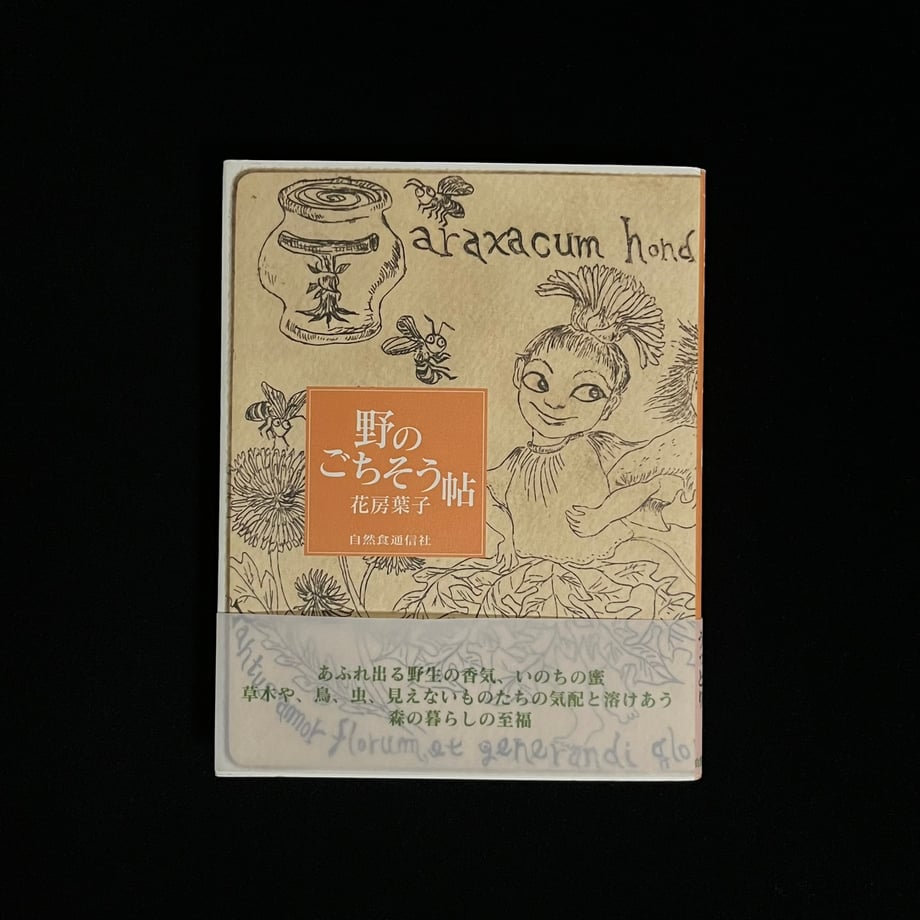 araxacum hond
野の
ごちそう帖
花房葉子
自然食通信社
あふれ出る野生の香気、いのちの蜜
草木や、鳥、虫、見えないものたちの気配と溶けあう
森の暮らしの至福
amor florum et generandi glo